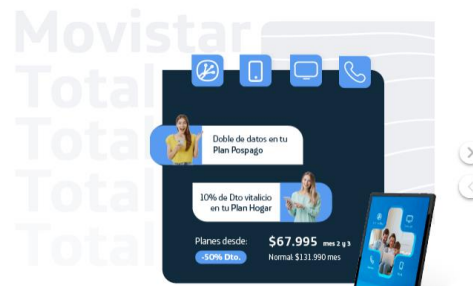 Movistar
Total
Total
Total
Total
Doble de datos en tu
Plan Pospago
10% de Dto vitalicio
en tu Plan Hogar
Planes desde:
$67.995 mes 2 y 3
-50% Dto.
Normal: $131.990 mes